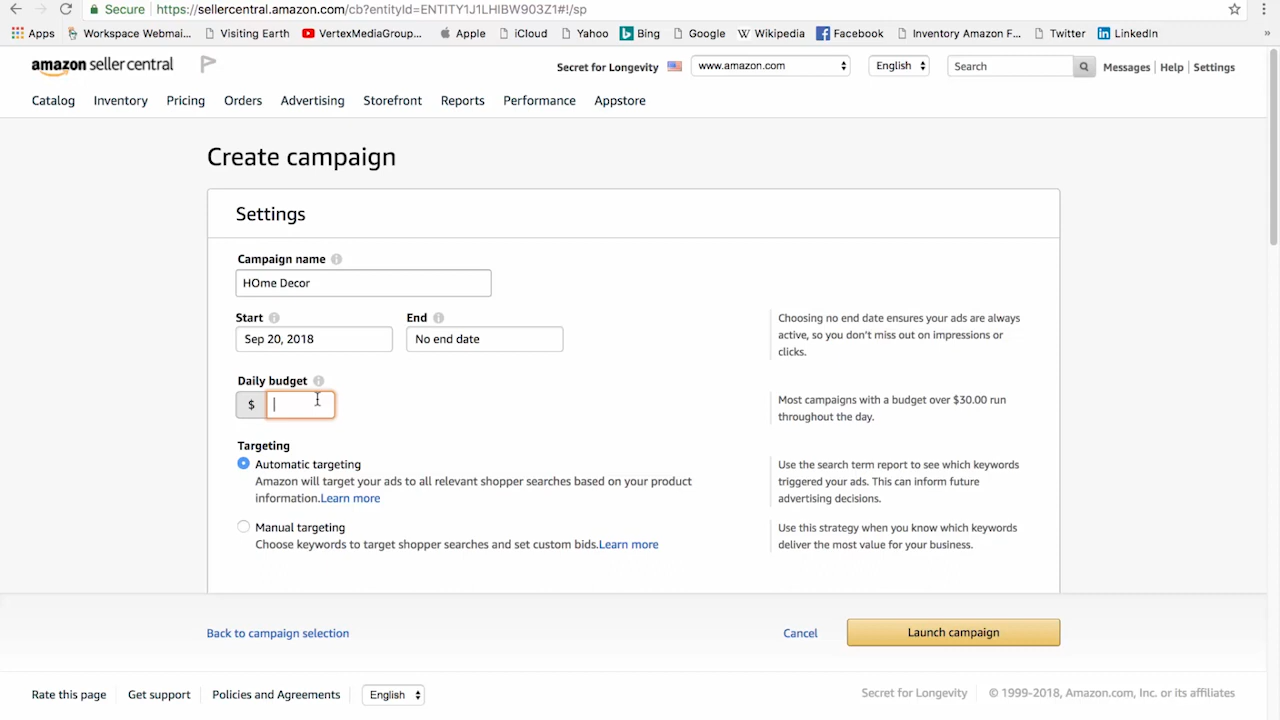 Secure https://sellercentral.amazon.com/cb?entityId=ENTITY1J1LHIBW903Z1#!/sp
Apps Workspace Webmai... Visiting Earth VertexMediaGroup... Apple iCloud Yahoo Bing Google Wikipedia Facebook Inventory Amazon F... Twitter LinkedIn »
amazon seller central Secret for Longevity www.amazon.com English Search Messages Help Settings
Catalog Inventory Pricing Orders Advertising Storefront Reports Performance Appstore
Create campaign
Settings
Campaign name
HOme Decor
Start End
Sep 20, 2018 No end date
Choosing no end date ensures your ads are always
active, so you don't miss out on impressions or
clicks.
Daily budget
$
Most campaigns with a budget over $30.00 run
throughout the day.
Targeting
Automatic targeting
Amazon will target your ads to all relevant shopper searches based on your product
information.Learn more
Use the search term report to see which keywords
triggered your ads. This can inform future
advertising decisions.
Manual targeting
Choose keywords to target shopper searches and set custom bids.Learn more
Use this strategy when you know which keywords
deliver the most value for your business.
Back to campaign selection Cancel Launch campaign
Rate this page Get support Policies and Agreements English Secret for Longevity © 1999-2018, Amazon.com, Inc. or its affiliates